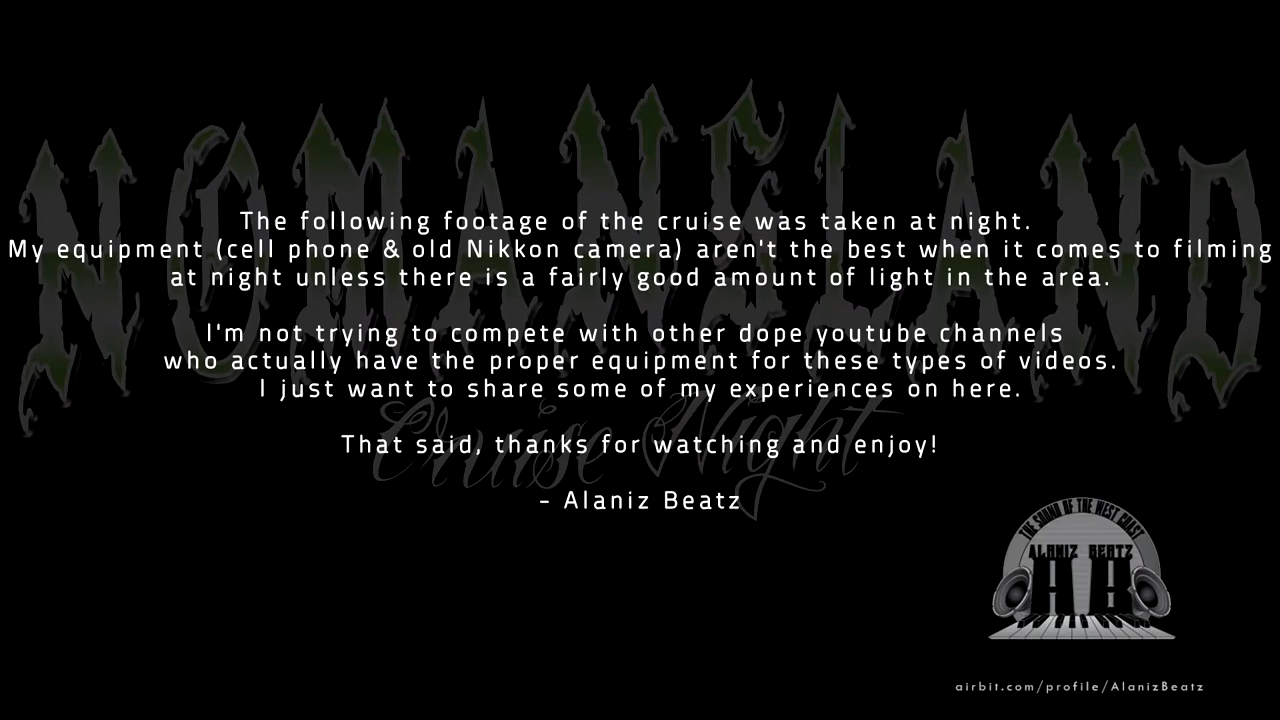 NOMANSLAND
The following footage of the cruise was taken at night.
My equipment (cell phone & old Nikkon camera) aren't the best when it comes to filming
at night unless there is a fairly good amount of light in the area.
I'm not trying to compete with other dope youtube channels
who actually have the proper equipment for these types of videos.
I just want to share some of my experiences on here.
Cruise Night
That said, thanks for watching and enjoy!
- Alaniz Beatz
THE SOUND OF THE WEST COAST
ALANIZ BEATZ
AB
airbit.com/profile/AlanizBeatz